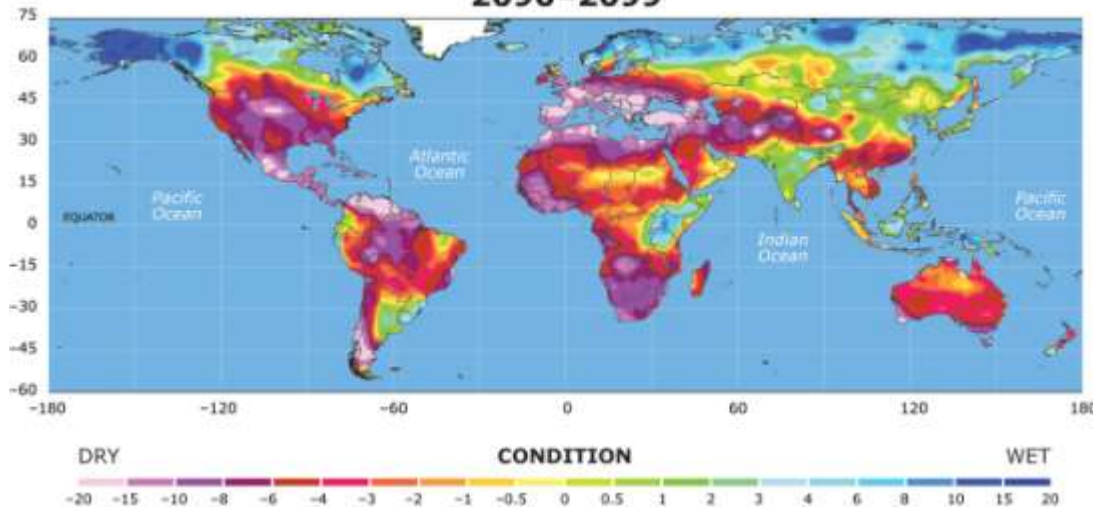 2090–2099
75
60
45
30
15
0
−15
−30
−45
−60
−180
−120
−60
0
60
120
180
Atlantic
Ocean
Pacific
Ocean
EQUATOR
Indian
Ocean
Pacific
Ocean
DRY
CONDITION
WET
−20 −15 −10 −8 −6 −4 −3 −2 −1 −0.5 0 0.5 1 2 3 4 6 8 10 15 20